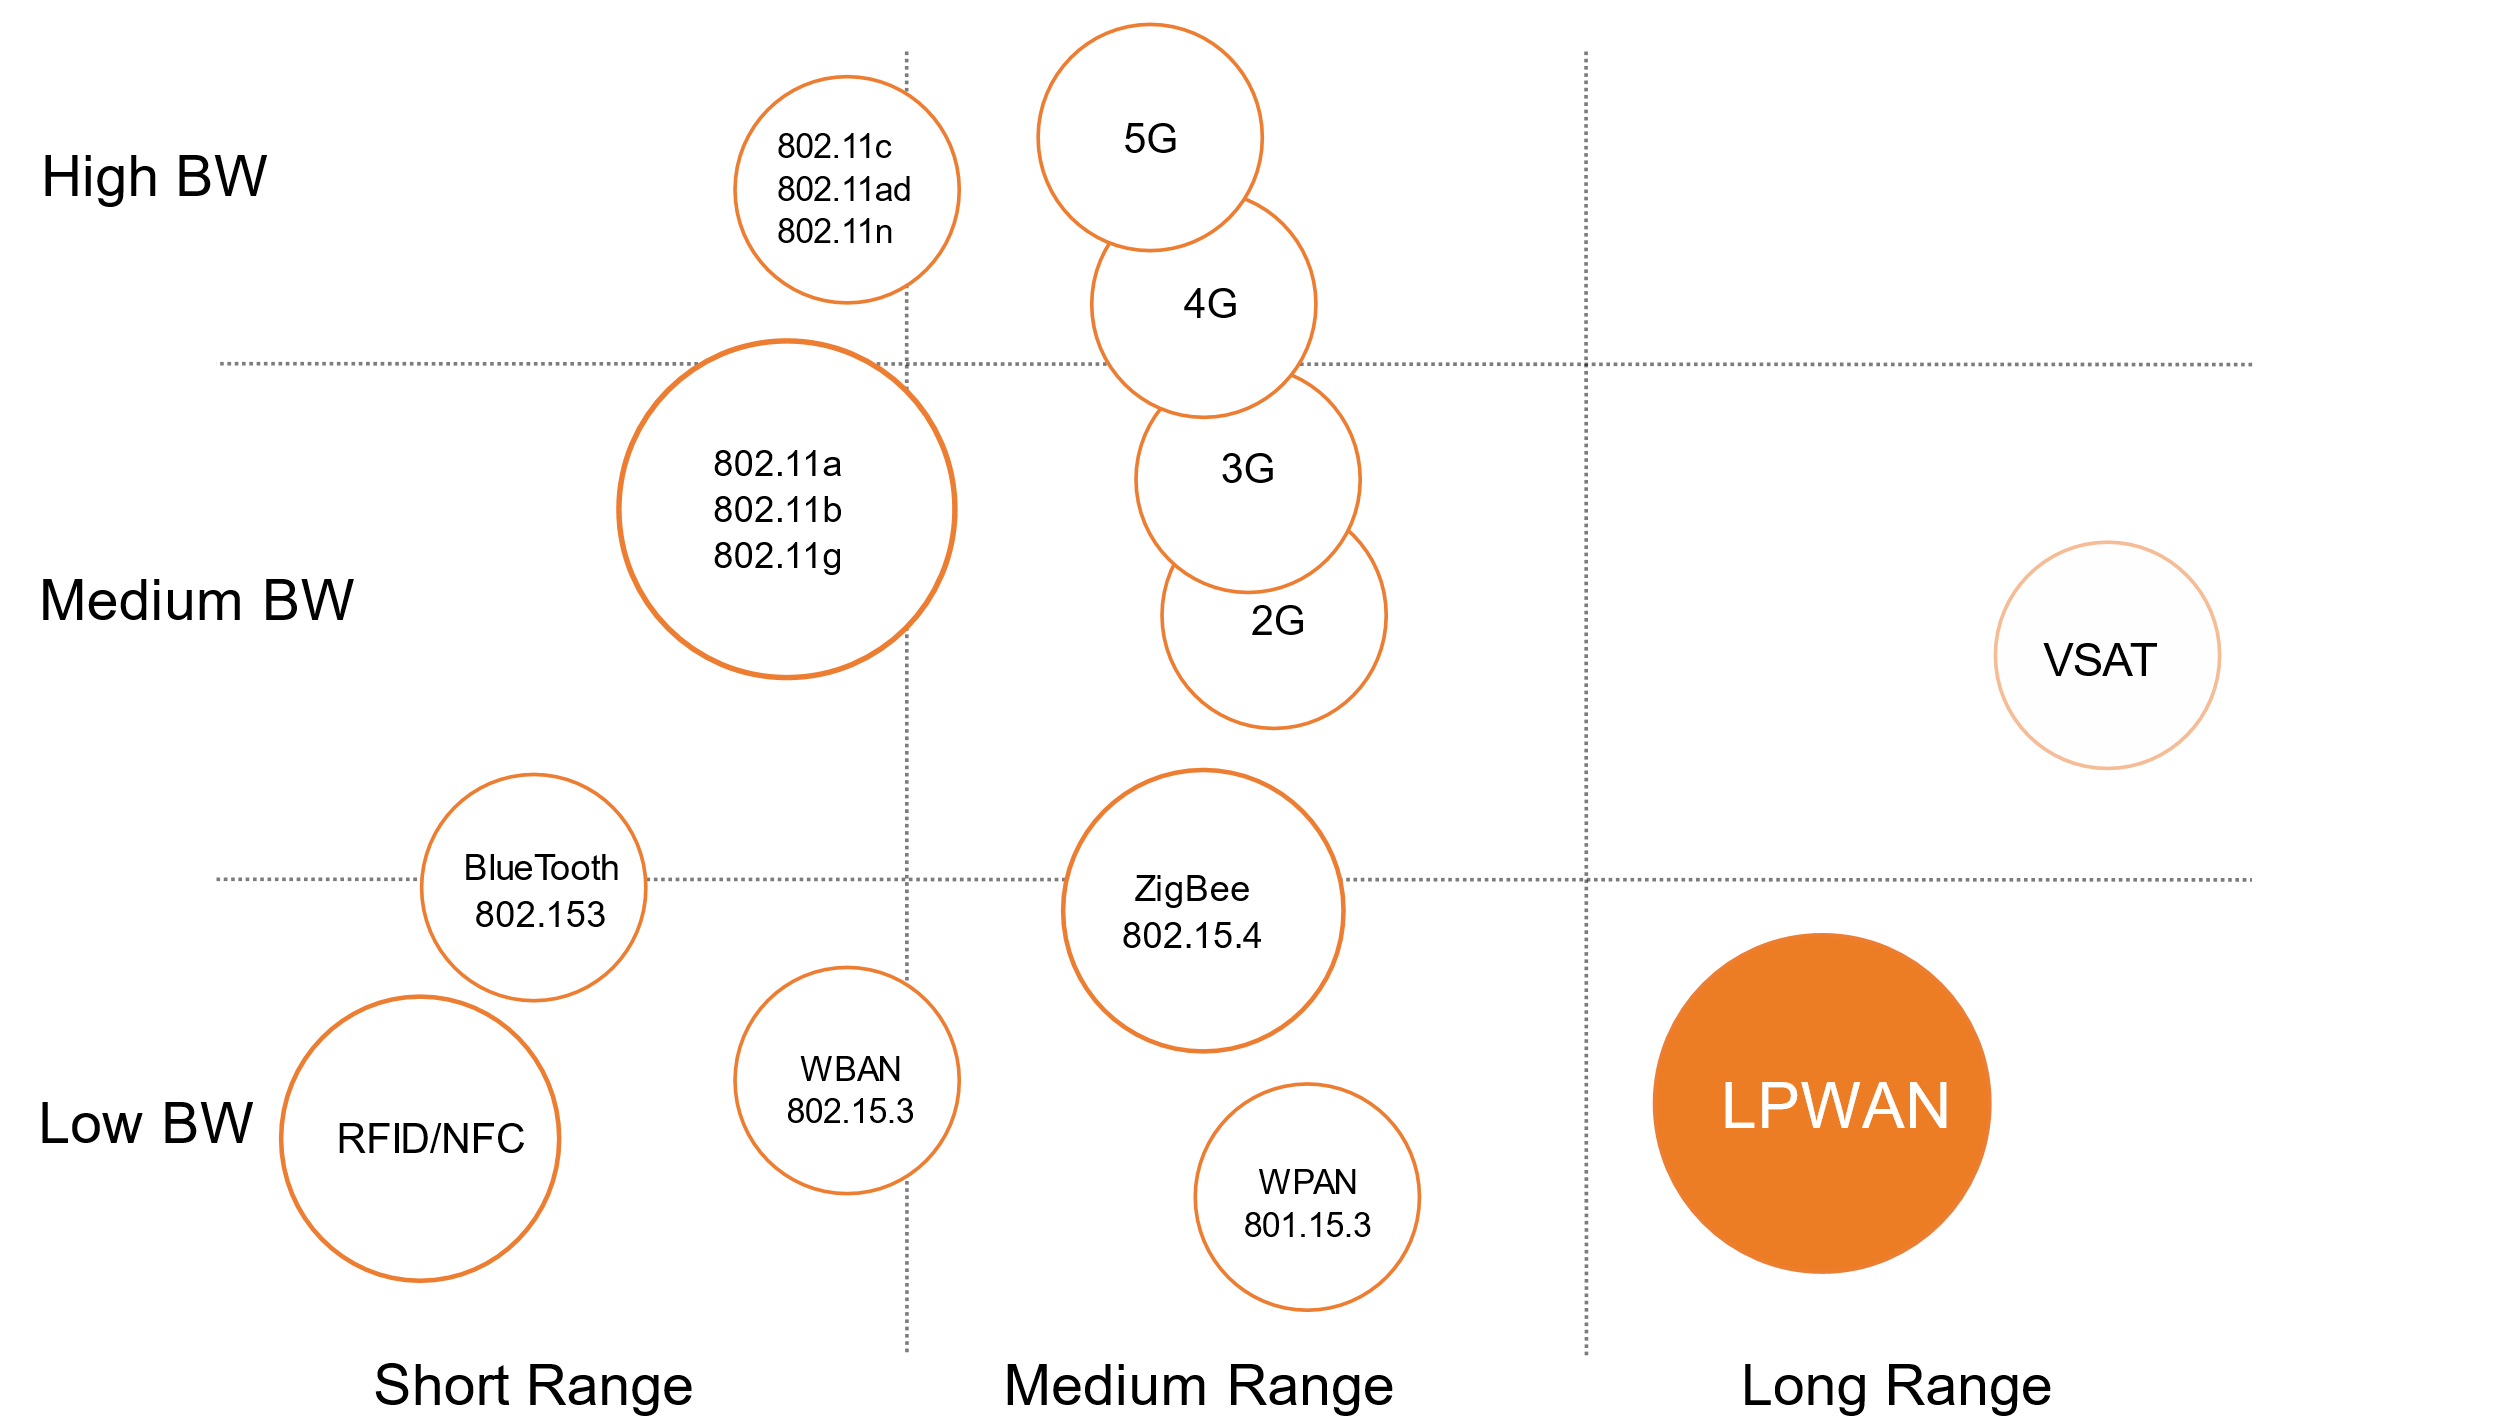 High BW
802.11c
802.11ad
802.11n
5G
4G
Medium BW
802.11a
802.11b
802.11g
3G
2G
VSAT
BlueTooth
802.153
ZigBee
802.15.4
Low BW
RFID/NFC
WBAN
802.15.3
WPAN
801.15.3
LPWAN
Short Range
Medium Range
Long Range